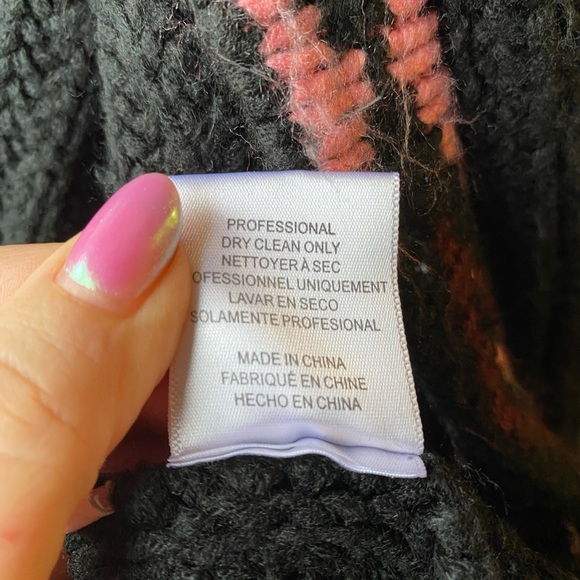 PROFESSIONAL
DRY CLEAN ONLY
NETTOYER À SEC
OFESSIONNEL UNIQUEMENT
LAVAR EN SECO
SOLAMENTE PROFESIONAL
MADE IN CHINA
FABRIQUÉ EN CHINE
HECHO EN CHINA